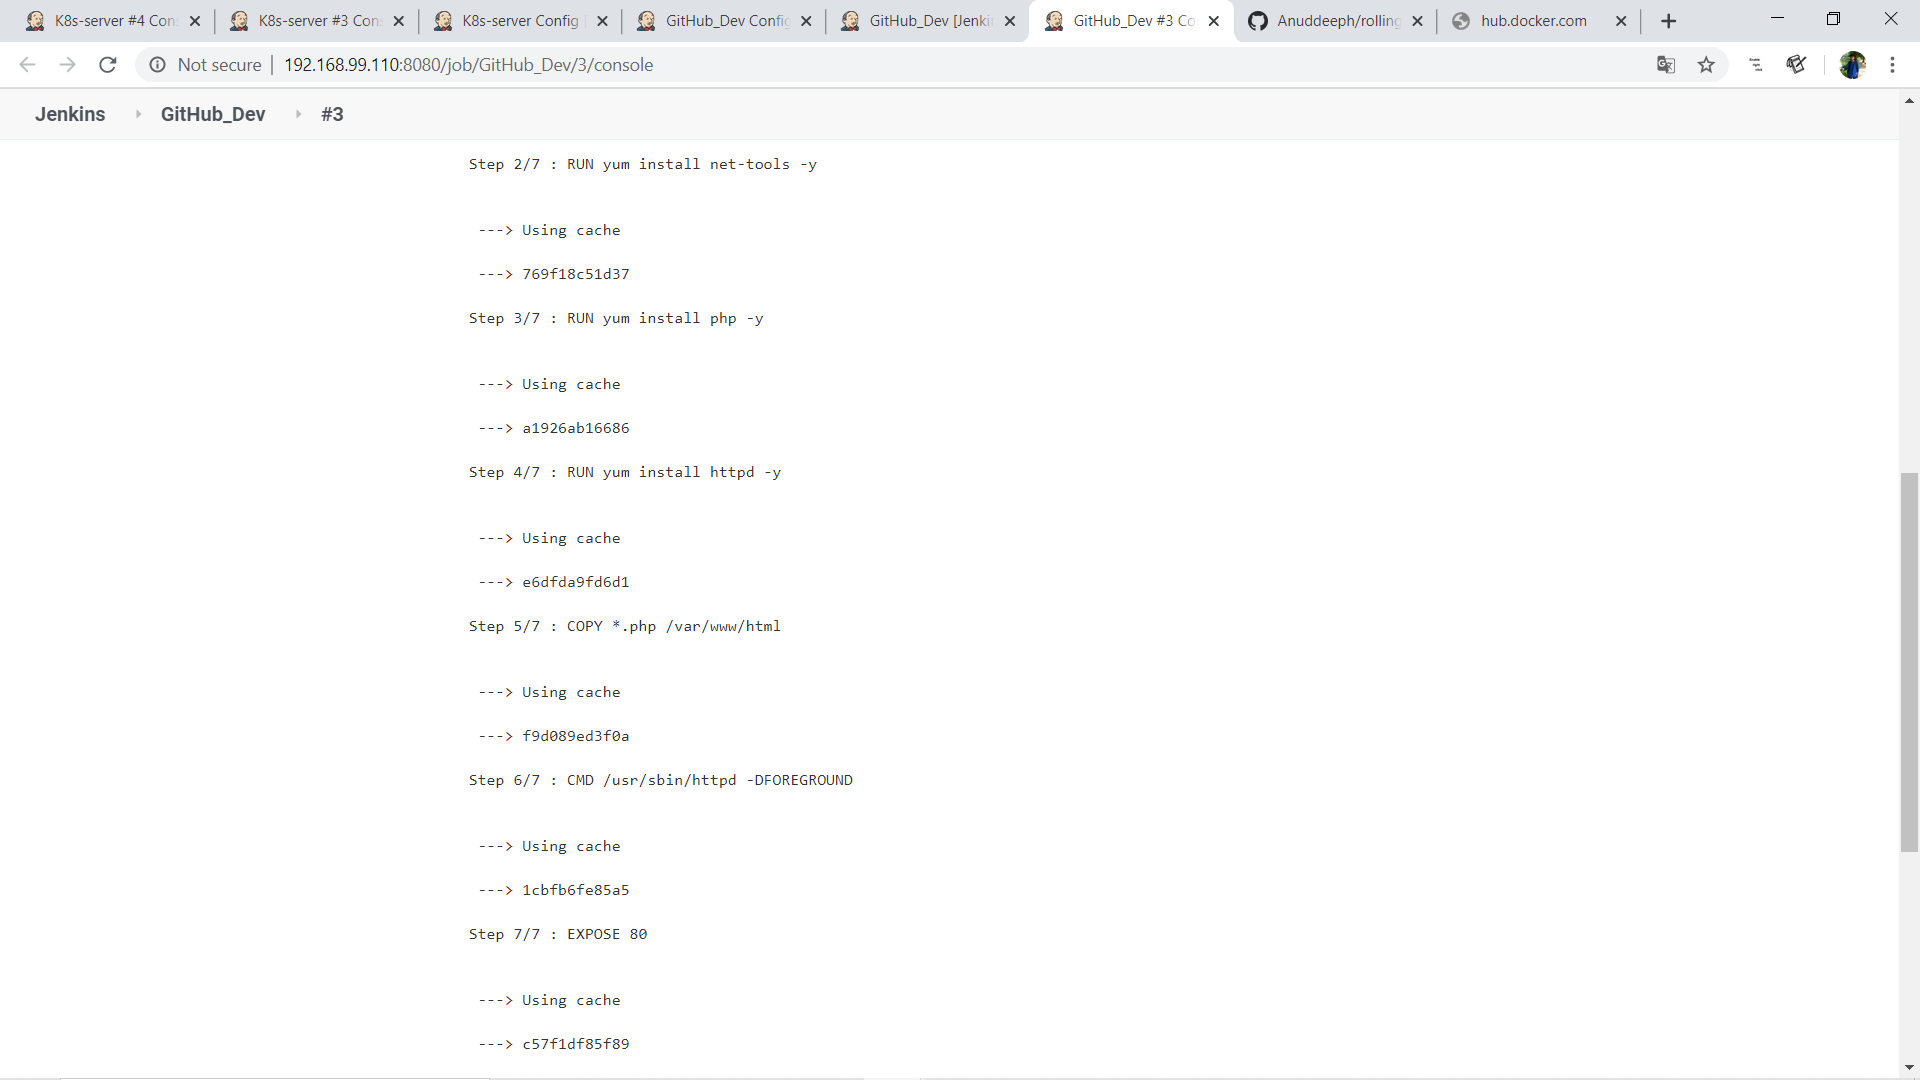 K8s-server #4 Con
K8s-server #3 Con
K8s-server Config
GitHub_Dev Config
GitHub_Dev [Jenki
GitHub_Dev #3 Co
Anuddeeph/rolling
hub.docker.com
Not secure | 192.168.99.110:8080/job/GitHub_Dev/3/console
Jenkins GitHub_Dev #3
Step 2/7 : RUN yum install net-tools -y
---> Using cache
---> 769f18c51d37
Step 3/7 : RUN yum install php -y
---> Using cache
---> a1926ab16686
Step 4/7 : RUN yum install httpd -y
---> Using cache
---> e6dfda9fd6d1
Step 5/7 : COPY *.php /var/www/html
---> Using cache
---> f9d089ed3f0a
Step 6/7 : CMD /usr/sbin/httpd -DFOREGROUND
---> Using cache
---> 1cbfb6fe85a5
Step 7/7 : EXPOSE 80
---> Using cache
---> c57f1df85f89